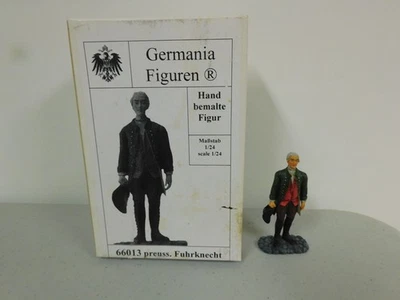 Germania
Figuren ®
Hand
bemalte
Figur
Maßstab
1/24
scale 1/24
66013 preuss. Fuhrknecht